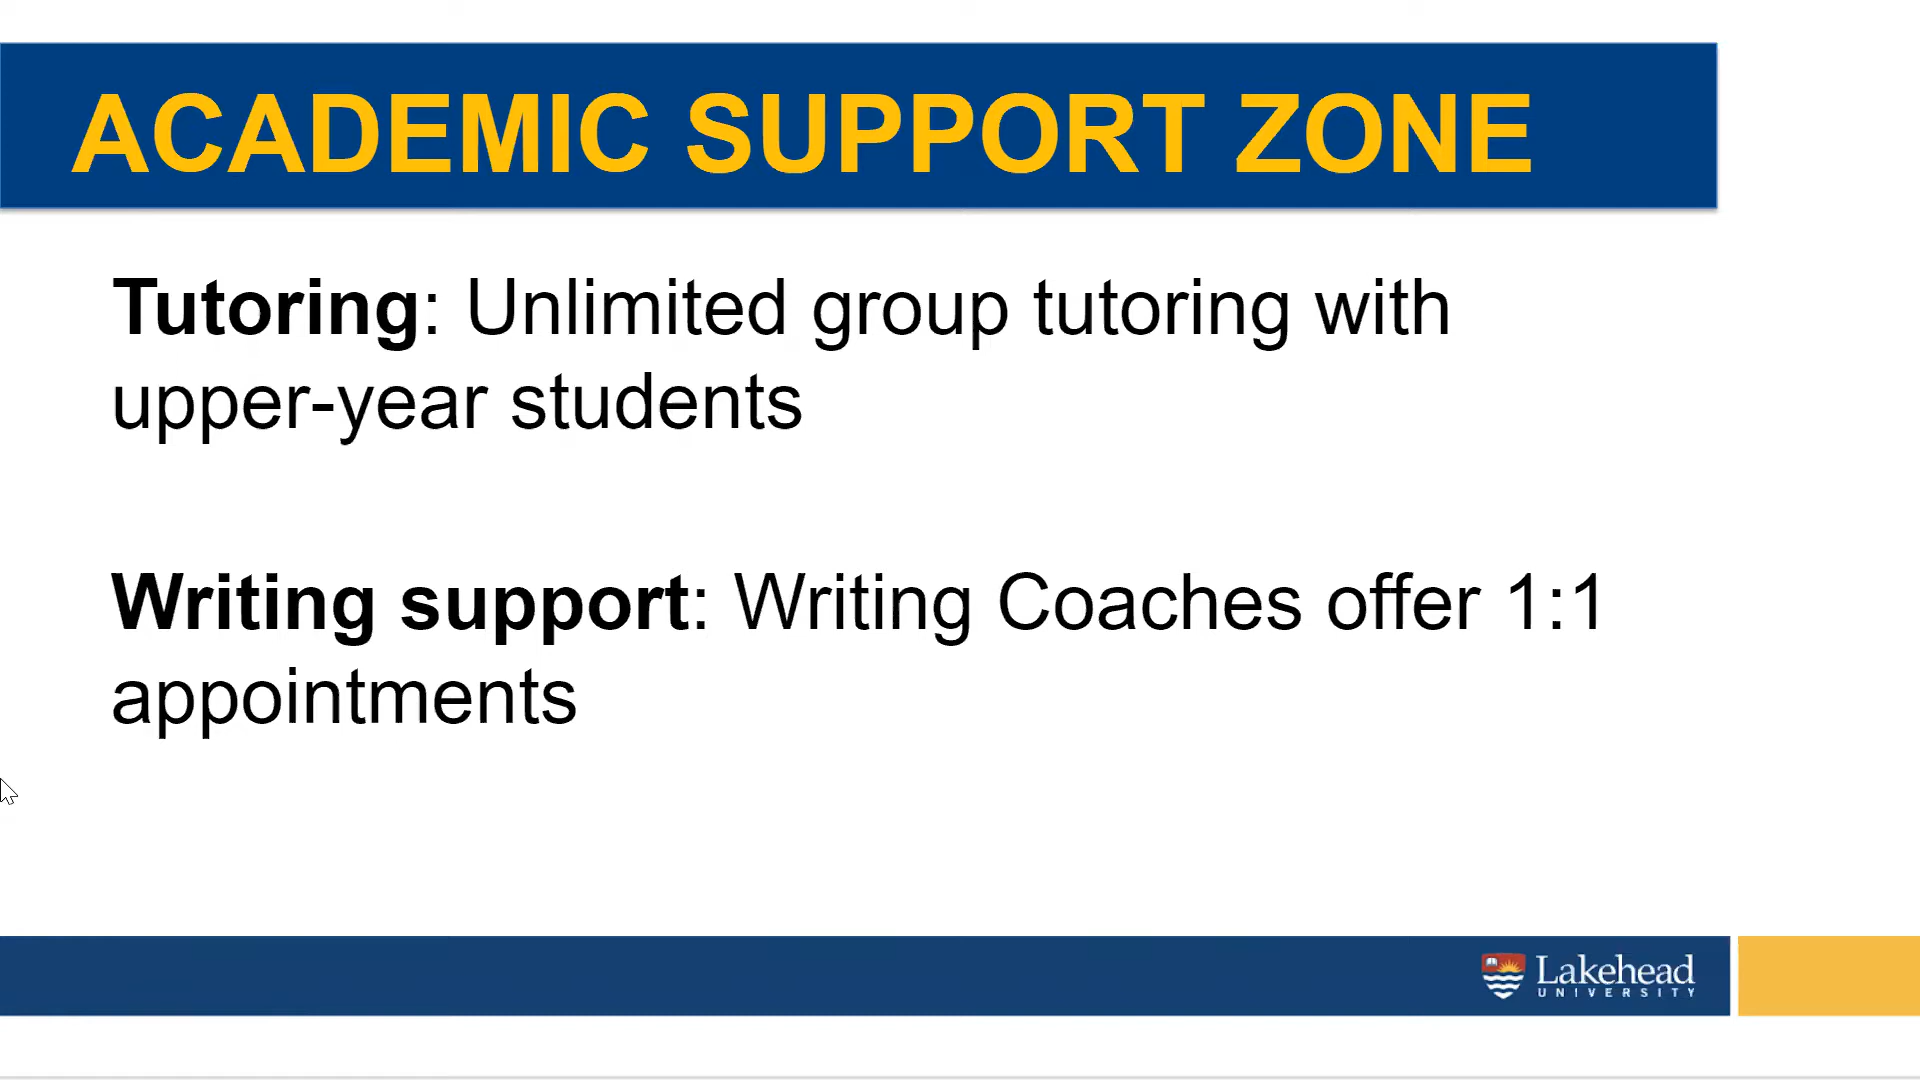 ACADEMIC SUPPORT ZONE
Tutoring: Unlimited group tutoring with
upper-year students
Writing support: Writing Coaches offer 1:1
appointments
Lakehead
UNIVERSITY